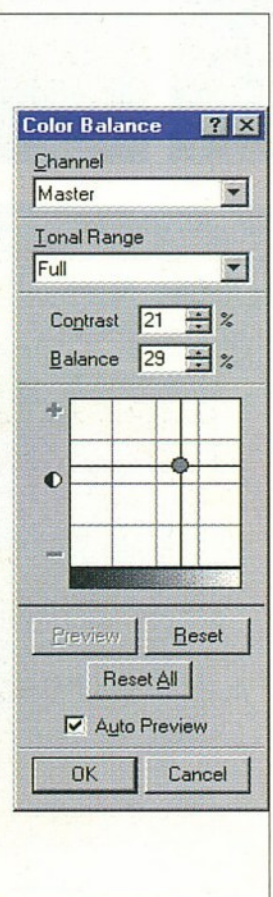 Color Balance ? ×
Channel
Master
Tonal Range
Full
Contrast 21 %
Balance 29 %
+
−
Preview Reset
Reset All
Auto Preview
OK Cancel